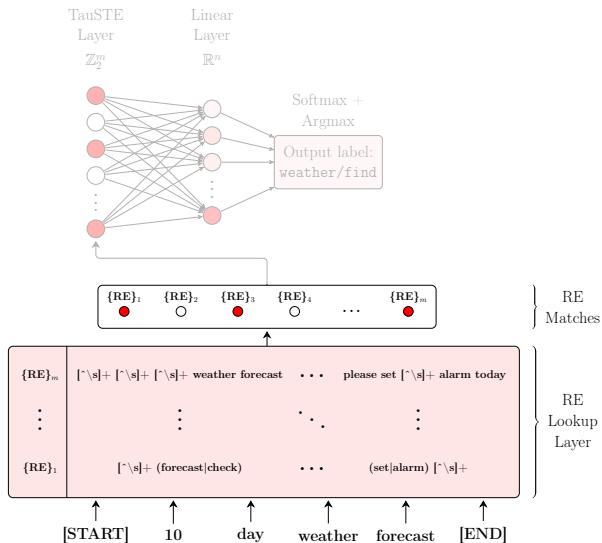 TauSTE
Layer
ℤ₂ᵐ
Linear
Layer
ℝⁿ
Softmax +
Argmax
Output label:
weather/find
{RE}₁ {RE}₂ {RE}₃ {RE}₄ ⋯ {RE}ₘ
RE
Matches
{RE}ₘ [^\s]+ [^\s]+ [^\s]+ weather forecast ⋯ please set [^\s]+ alarm today
{RE}₁ [^\s]+ (forecast|check) ⋯ (set|alarm) [^\s]+
RE
Lookup
Layer
[START] 10 day weather forecast [END]